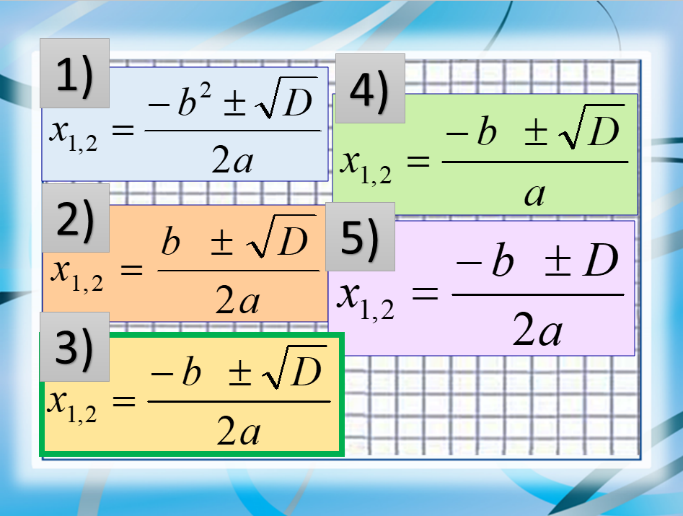 1)
x₁,₂ = (−b² ± √D) / 2a
2)
x₁,₂ = (b ± √D) / 2a
3)
x₁,₂ = (−b ± √D) / 2a
4)
x₁,₂ = (−b ± √D) / a
5)
x₁,₂ = (−b ± D) / 2a